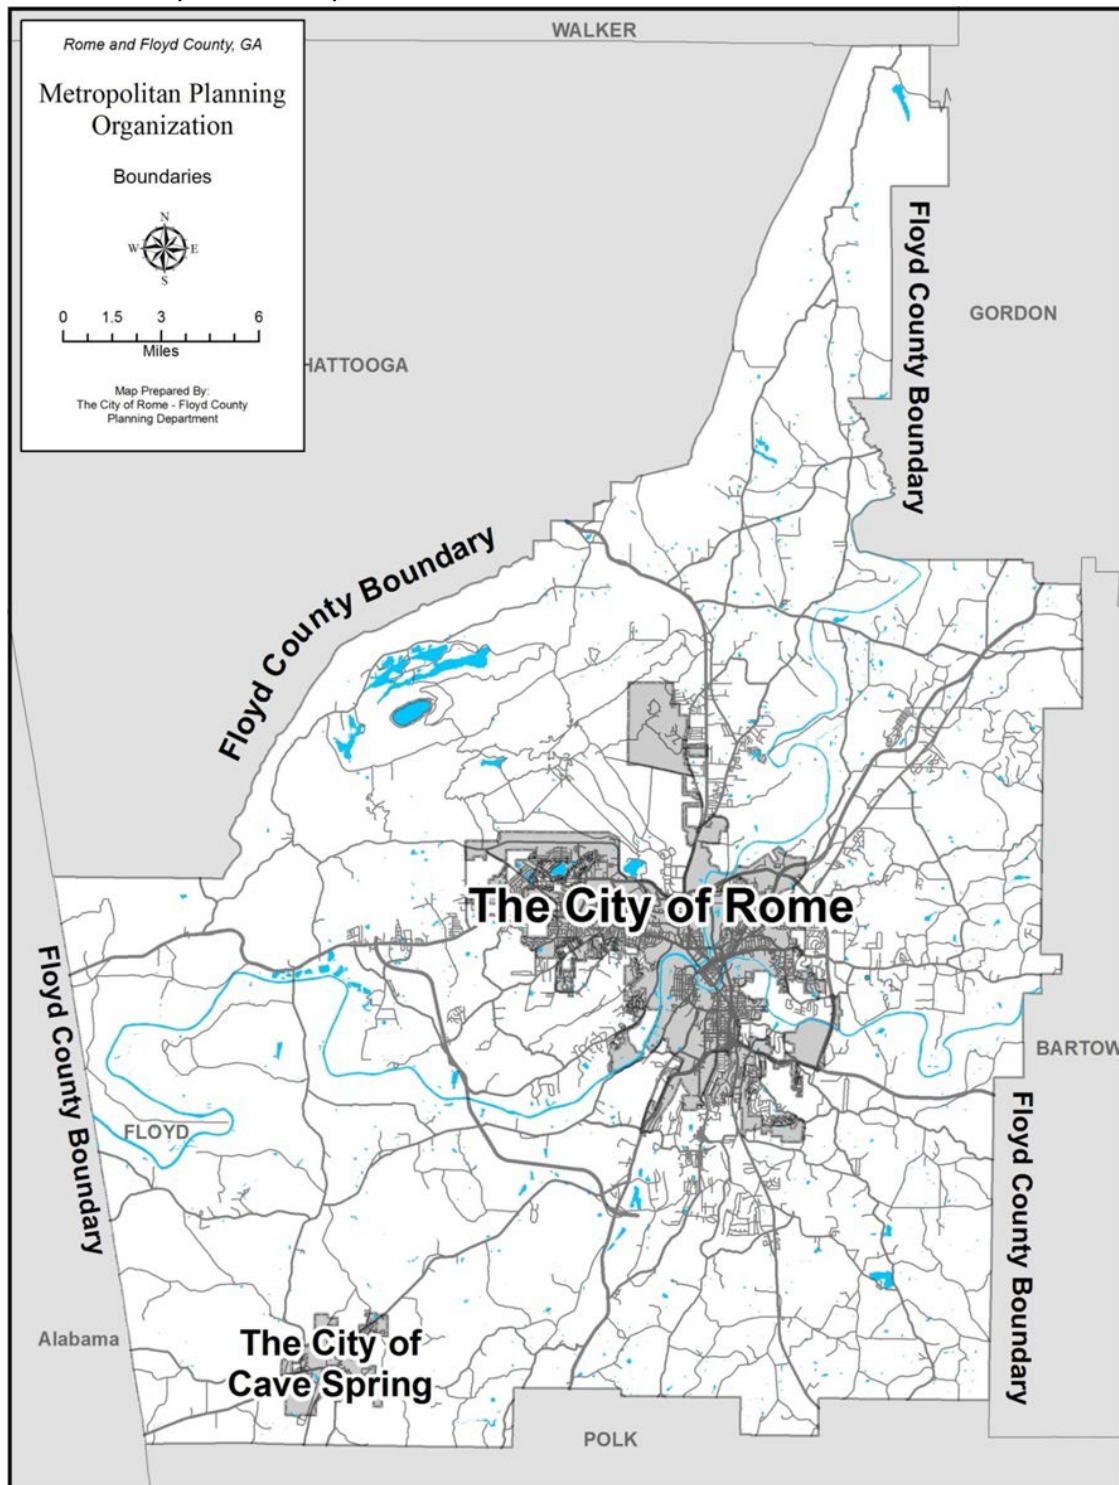 WALKER
Rome and Floyd County, GA
Metropolitan Planning
Organization
Boundaries
N
W E
S
0 1.5 3 6
Miles
Map Prepared By:
The City of Rome - Floyd County
Planning Department
HATTOOGA
GORDON
Floyd County Boundary
Floyd County Boundary
The City of Rome
Floyd County Boundary
BARTOW
FLOYD
Floyd County Boundary
Alabama
The City of
Cave Spring
POLK